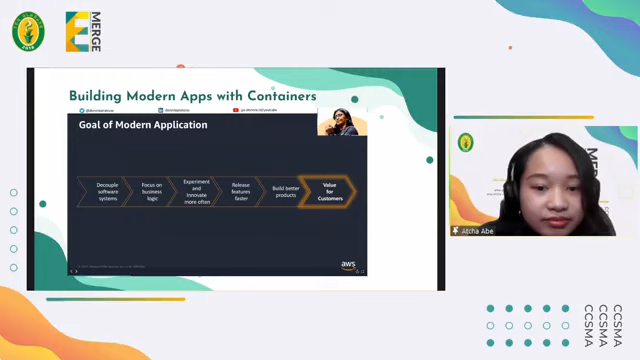 MERGE
Building Modern Apps with Containers
Goal of Modern Application
Decouple
software
systems
Focus on
business
logic
Experiment
and
Innovate
more often
Release
features
faster
Build better
products
Value
for
Customers
aws
Atcha Abe
CCSMA
CCSMA
CCSMA